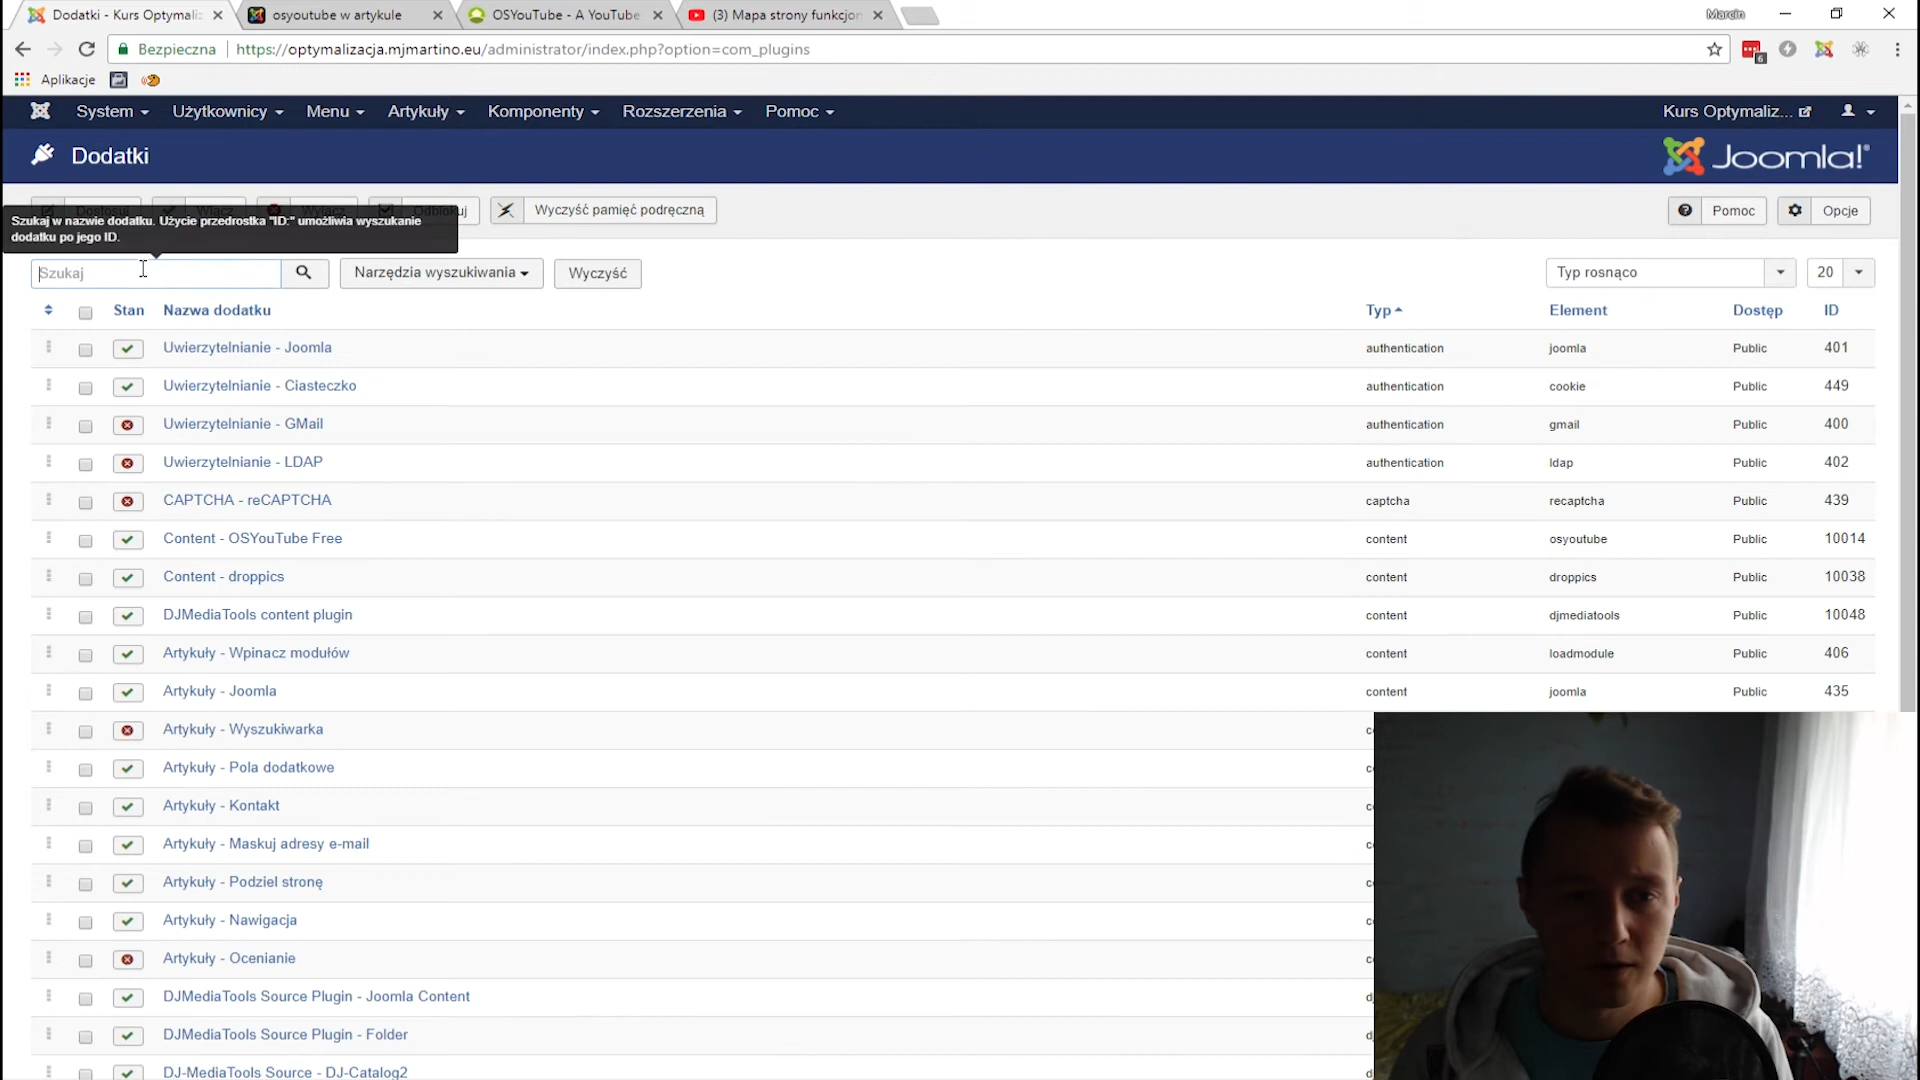 Dodatki - Kurs Optymaliz
osyoutube w artykule
OSYouTube - A YouTube
(3) Mapa strony funkcjon
Marcin
Bezpieczna
https://optymalizacja.mjmartino.eu/administrator/index.php?option=com_plugins
6
Aplikacje
System
Użytkownicy
Menu
Artykuły
Komponenty
Rozszerzenia
Pomoc
Kurs Optymaliz...
Dodatki
Joomla!®
Odblokuj
Wyczyść pamięć podręczną
Pomoc
Opcje
Szukaj w nazwie dodatku. Użycie przedrostka "ID:" umożliwia wyszukanie
dodatku po jego ID.
Szukaj
Narzędzia wyszukiwania
Wyczyść
Typ rosnąco
20
Stan
Nazwa dodatku
Typ
Element
Dostęp
ID
Uwierzytelnianie - Joomla authentication joomla Public 401
Uwierzytelnianie - Ciasteczko authentication cookie Public 449
Uwierzytelnianie - GMail authentication gmail Public 400
Uwierzytelnianie - LDAP authentication ldap Public 402
CAPTCHA - reCAPTCHA captcha recaptcha Public 439
Content - OSYouTube Free content osyoutube Public 10014
Content - droppics content droppics Public 10038
DJMediaTools content plugin content djmediatools Public 10048
Artykuły - Wpinacz modułów content loadmodule Public 406
Artykuły - Joomla content joomla Public 435
Artykuły - Wyszukiwarka
Artykuły - Pola dodatkowe
Artykuły - Kontakt
Artykuły - Maskuj adresy e-mail
Artykuły - Podziel stronę
Artykuły - Nawigacja
Artykuły - Ocenianie
DJMediaTools Source Plugin - Joomla Content
DJMediaTools Source Plugin - Folder
DJ-MediaTools Source - DJ-Catalog2